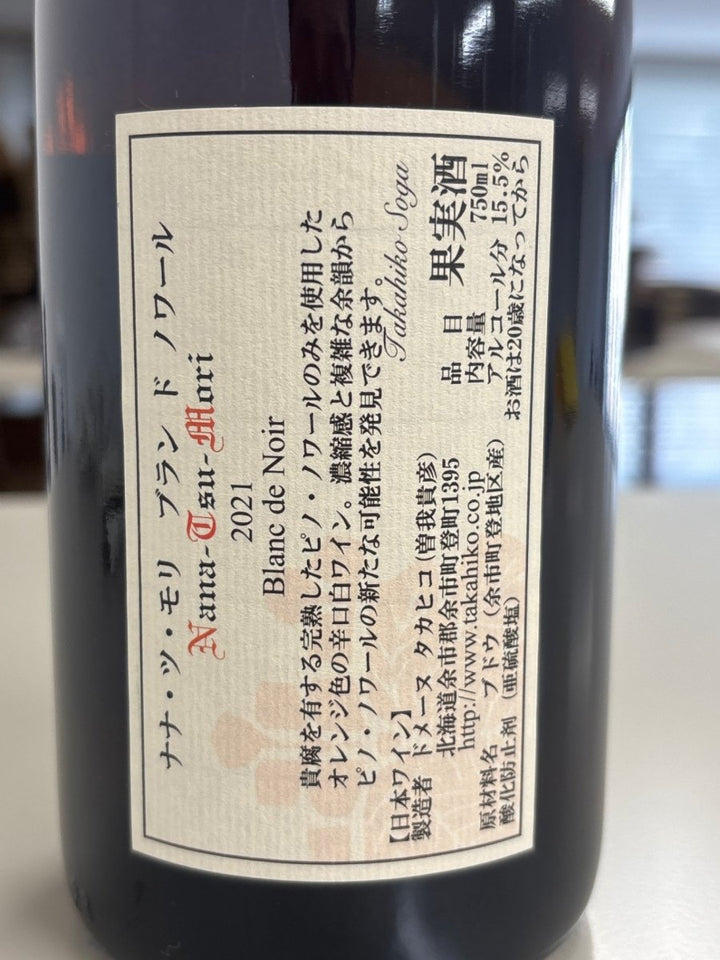 ナナ・ツ・モリ ブラン ド ノワール
Nana-Tsu-Mori
2021
Blanc de Noir
貴腐を有する完熟したピノ・ノワールのみを使用した
オレンジ色の辛口白ワイン。濃縮感と複雑な余韻から
ピノ・ノワールの新たな可能性を発見できます。
Takahiko Soga
【日本ワイン】
製造者 ドメーヌ タカヒコ(曽我貴彦)
北海道余市郡余市町登町1395
http://www.takahiko.co.jp
原材料名 ブドウ(余市町登地区産)
酸化防止剤(亜硫酸塩)
品目 果実酒
内容量 750ml
アルコール分 15.5%
お酒は20歳になってから